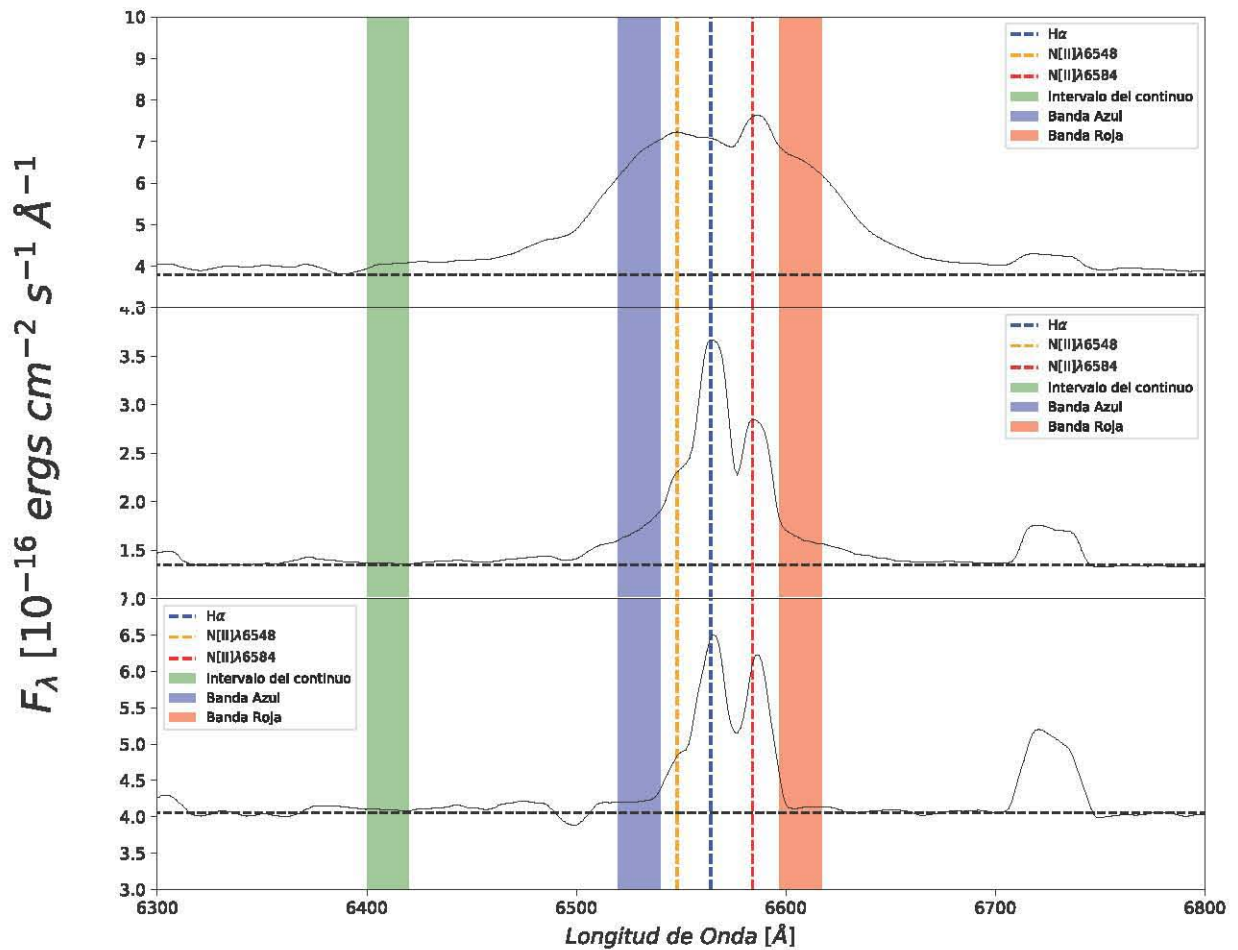 F_λ [10⁻¹⁶ ergs cm⁻² s⁻¹ Å⁻¹
10
9
8
7
6
5
4
3
Hα
N[II]λ6548
N[II]λ6584
Intervalo del continuo
Banda Azul
Banda Roja
4.0
3.5
3.0
2.5
2.0
1.5
Hα
N[II]λ6548
N[II]λ6584
Intervalo del continuo
Banda Azul
Banda Roja
7.0
6.5
6.0
5.5
5.0
4.5
4.0
3.5
3.0
Hα
N[II]λ6548
N[II]λ6584
Intervalo del continuo
Banda Azul
Banda Roja
6300 6400 6500 6600 6700 6800
Longitud de Onda [Å]